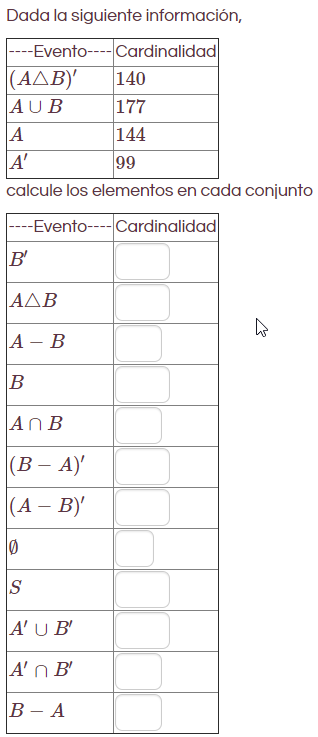 Dada la siguiente información,
----Evento---- Cardinalidad
(A△B)′ 140
A ∪ B 177
A 144
A′ 99
calcule los elementos en cada conjunto
----Evento---- Cardinalidad
B′
A△B
A − B
B
A ∩ B
(B − A)′
(A − B)′
∅
S
A′ ∪ B′
A′ ∩ B′
B − A